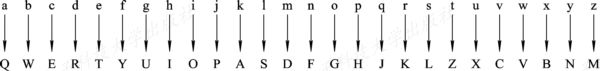 a b c d e f g h i j k l m n o p q r s t u v w x y z
Q W E R T Y U I O P A S D F G H J K L Z X C V B N M